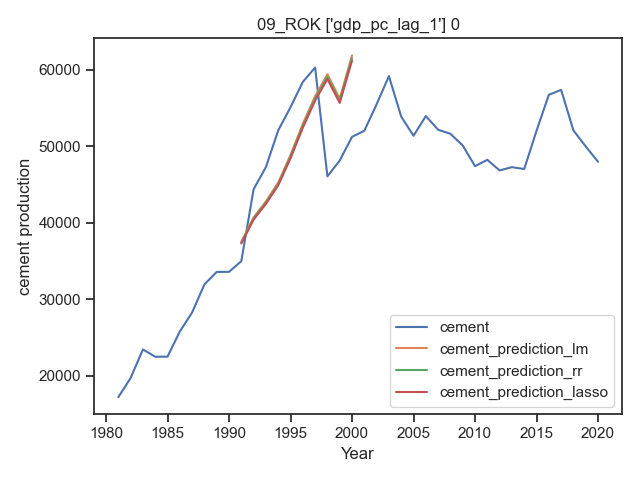 09_ROK ['gdp_pc_lag_1'] 0
cement production
60000
50000
40000
30000
20000
1980 1985 1990 1995 2000 2005 2010 2015 2020
Year
cement
cement_prediction_lm
cement_prediction_rr
cement_prediction_lasso